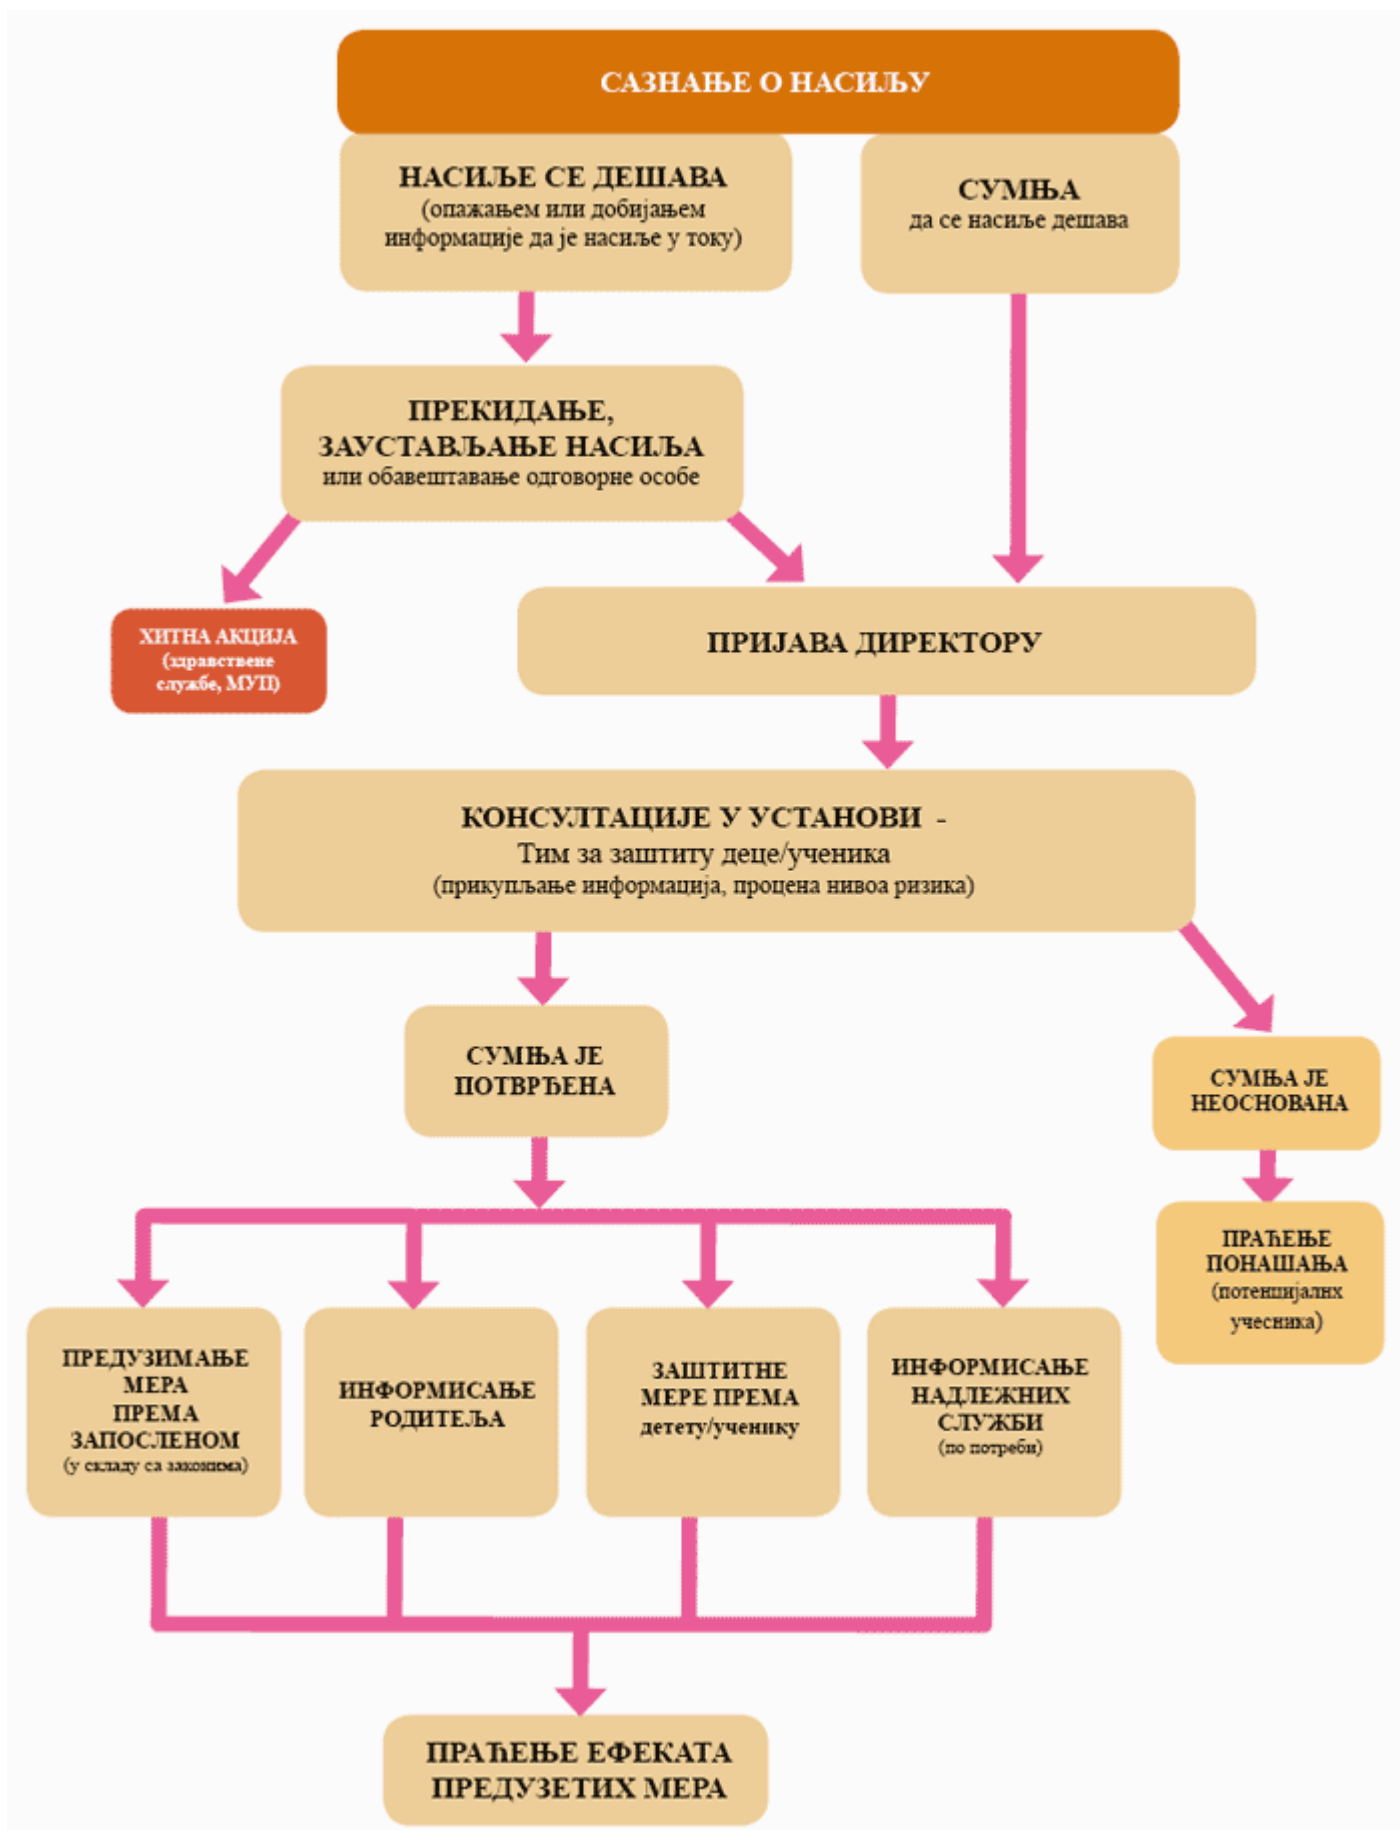 САЗНАЊЕ О НАСИЉУ
НАСИЉЕ СЕ ДЕШАВА
(опажањем или добијањем
информације да је насиље у току)
СУМЊА
да се насиље дешава
ПРЕКИДАЊЕ,
ЗАУСТАВЉАЊЕ НАСИЉА
или обавештавање одговорне особе
ХИТНА АКЦИЈА
(здравствене
службе, МУП)
ПРИЈАВА ДИРЕКТОРУ
КОНСУЛТАЦИЈЕ У УСТАНОВИ -
Тим за заштиту деце/ученика
(прикупљање информација, процена нивоа ризика)
СУМЊА ЈЕ
ПОТВРЂЕНА
СУМЊА ЈЕ
НЕОСНОВАНА
ПРАЋЕЊЕ
ПОНАШАЊА
(потенцијалнх
учесника)
ПРЕДУЗИМАЊЕ
МЕРА
ПРЕМА
ЗАПОСЛЕНОМ
(у складу са законима)
ИНФОРМИСАЊЕ
РОДИТЕЉА
ЗАШТИТНЕ
МЕРЕ ПРЕМА
детету/ученику
ИНФОРМИСАЊЕ
НАДЛЕЖНИХ
СЛУЖБИ
(по потреби)
ПРАЋЕЊЕ ЕФЕКАТА
ПРЕДУЗЕТИХ МЕРА